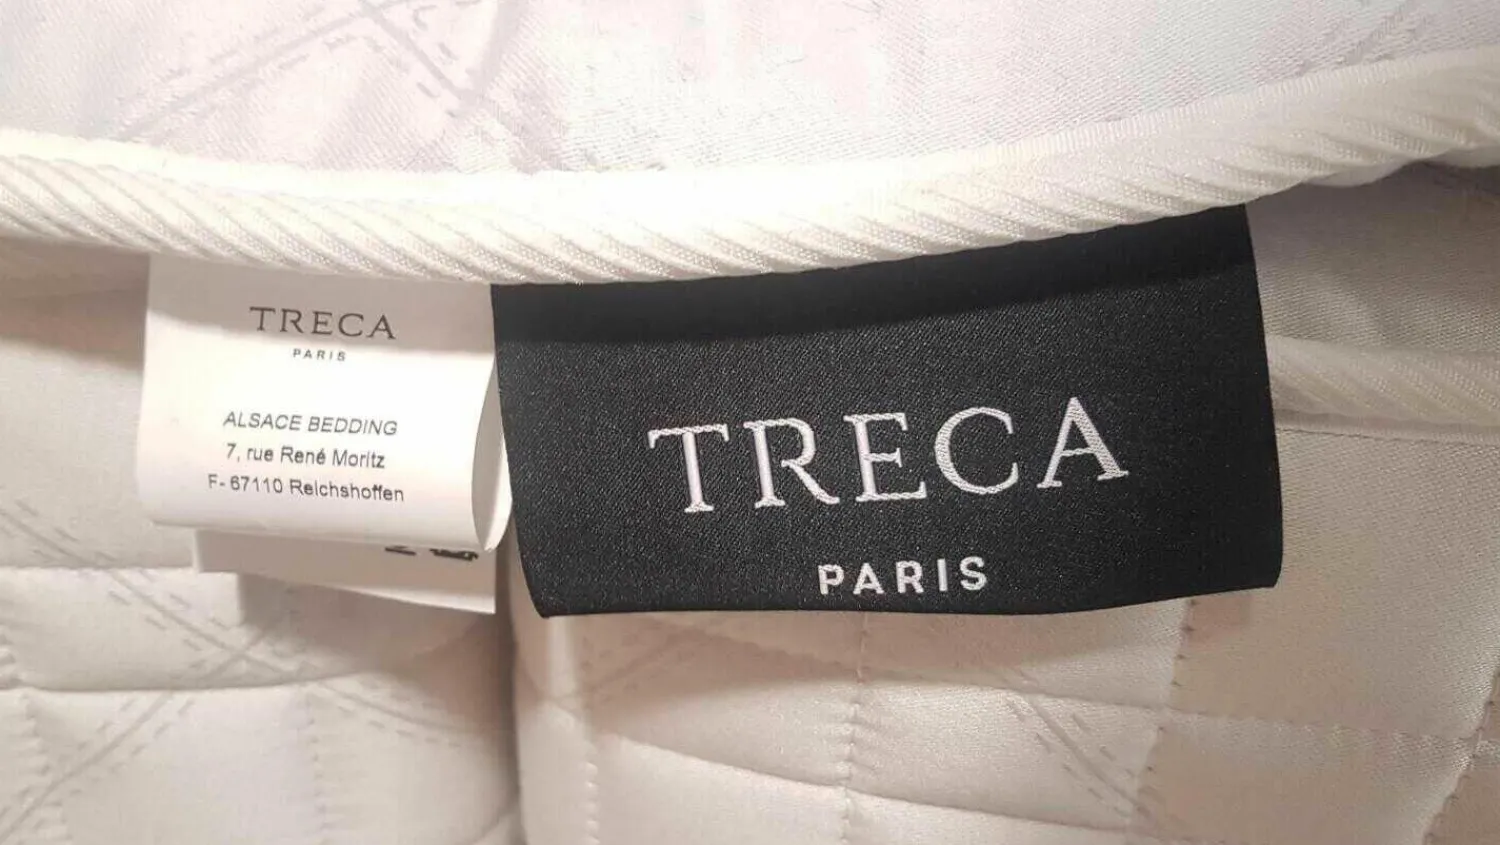 TRECA
PARIS
ALSACE BEDDING
7, rue René Moritz
F- 67110 Reichshoffen
TRECA
PARIS